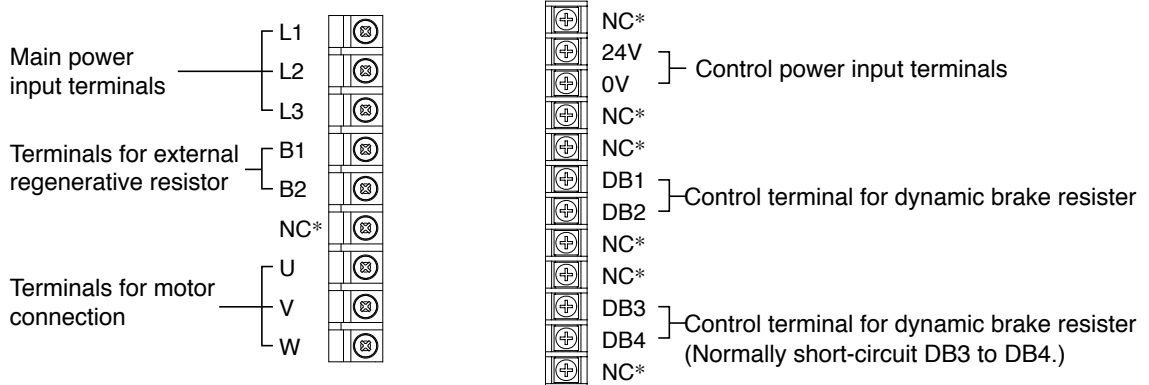 Main power
input terminals
L1
L2
L3
Terminals for external
regenerative resistor
B1
B2
NC*
Terminals for motor
connection
U
V
W
NC*
24V
0V
Control power input terminals
NC*
NC*
DB1
DB2
Control terminal for dynamic brake resister
NC*
NC*
DB3
DB4
Control terminal for dynamic brake resister
(Normally short-circuit DB3 to DB4.)
NC*